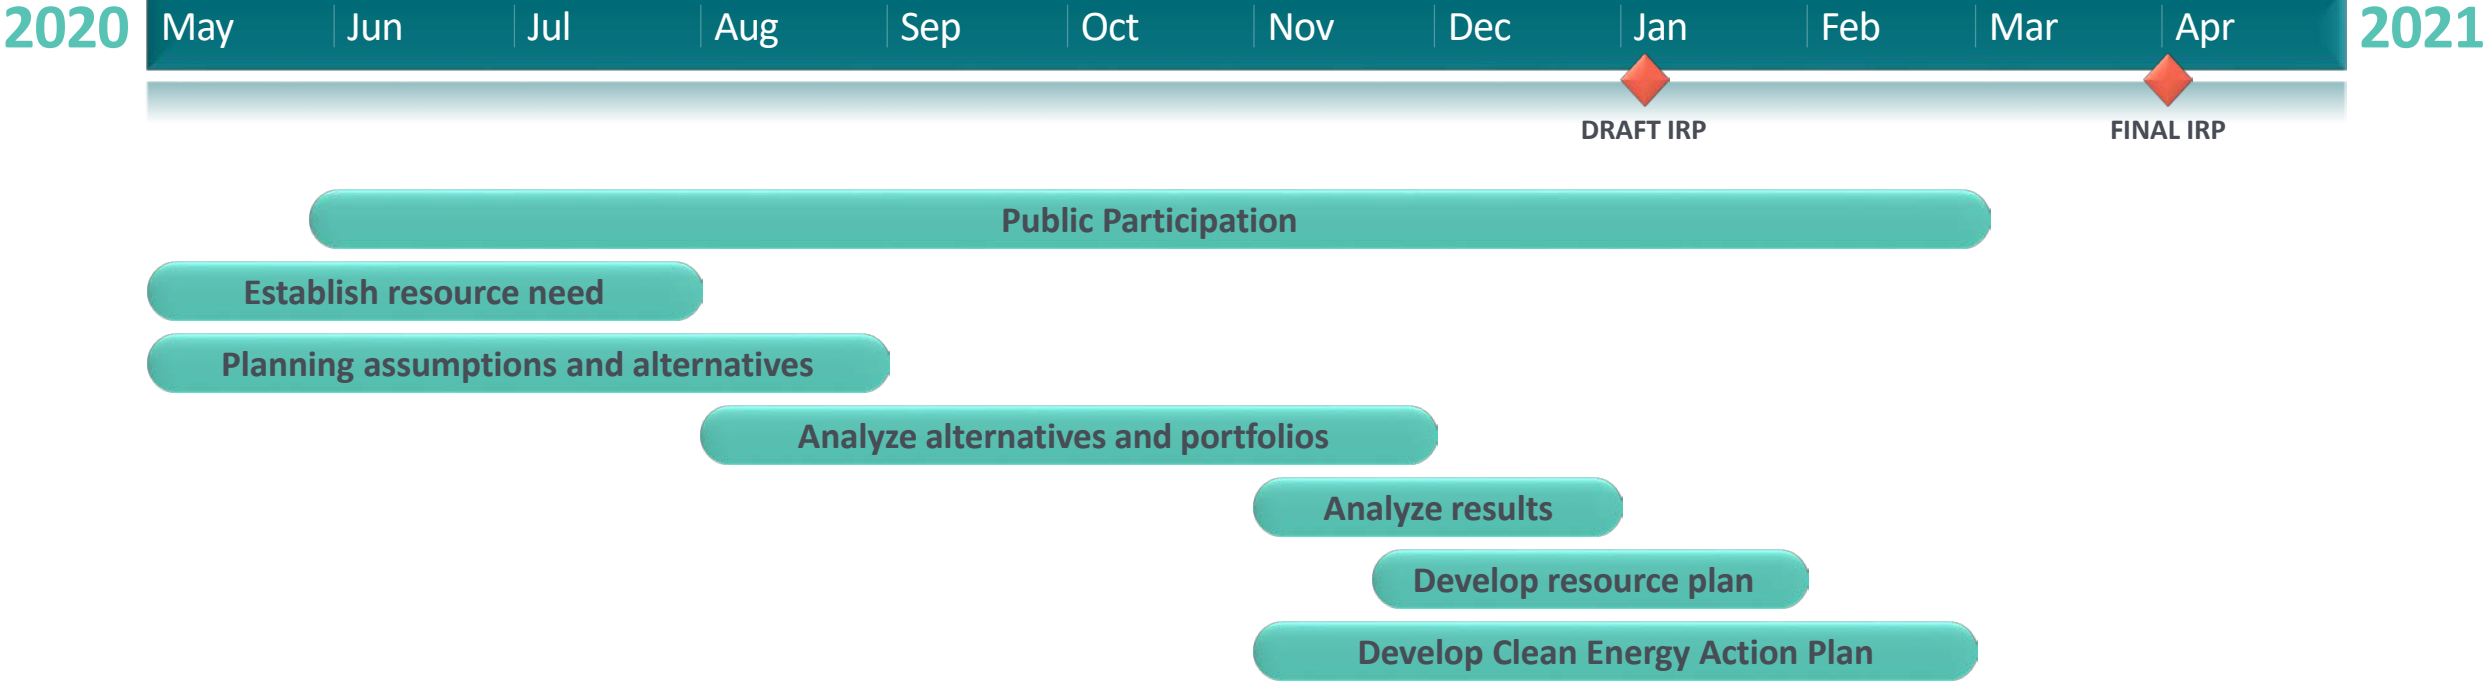 2020 May Jun Jul Aug Sep Oct Nov Dec Jan Feb Mar Apr 2021
DRAFT IRP FINAL IRP
Public Participation
Establish resource need
Planning assumptions and alternatives
Analyze alternatives and portfolios
Analyze results
Develop resource plan
Develop Clean Energy Action Plan